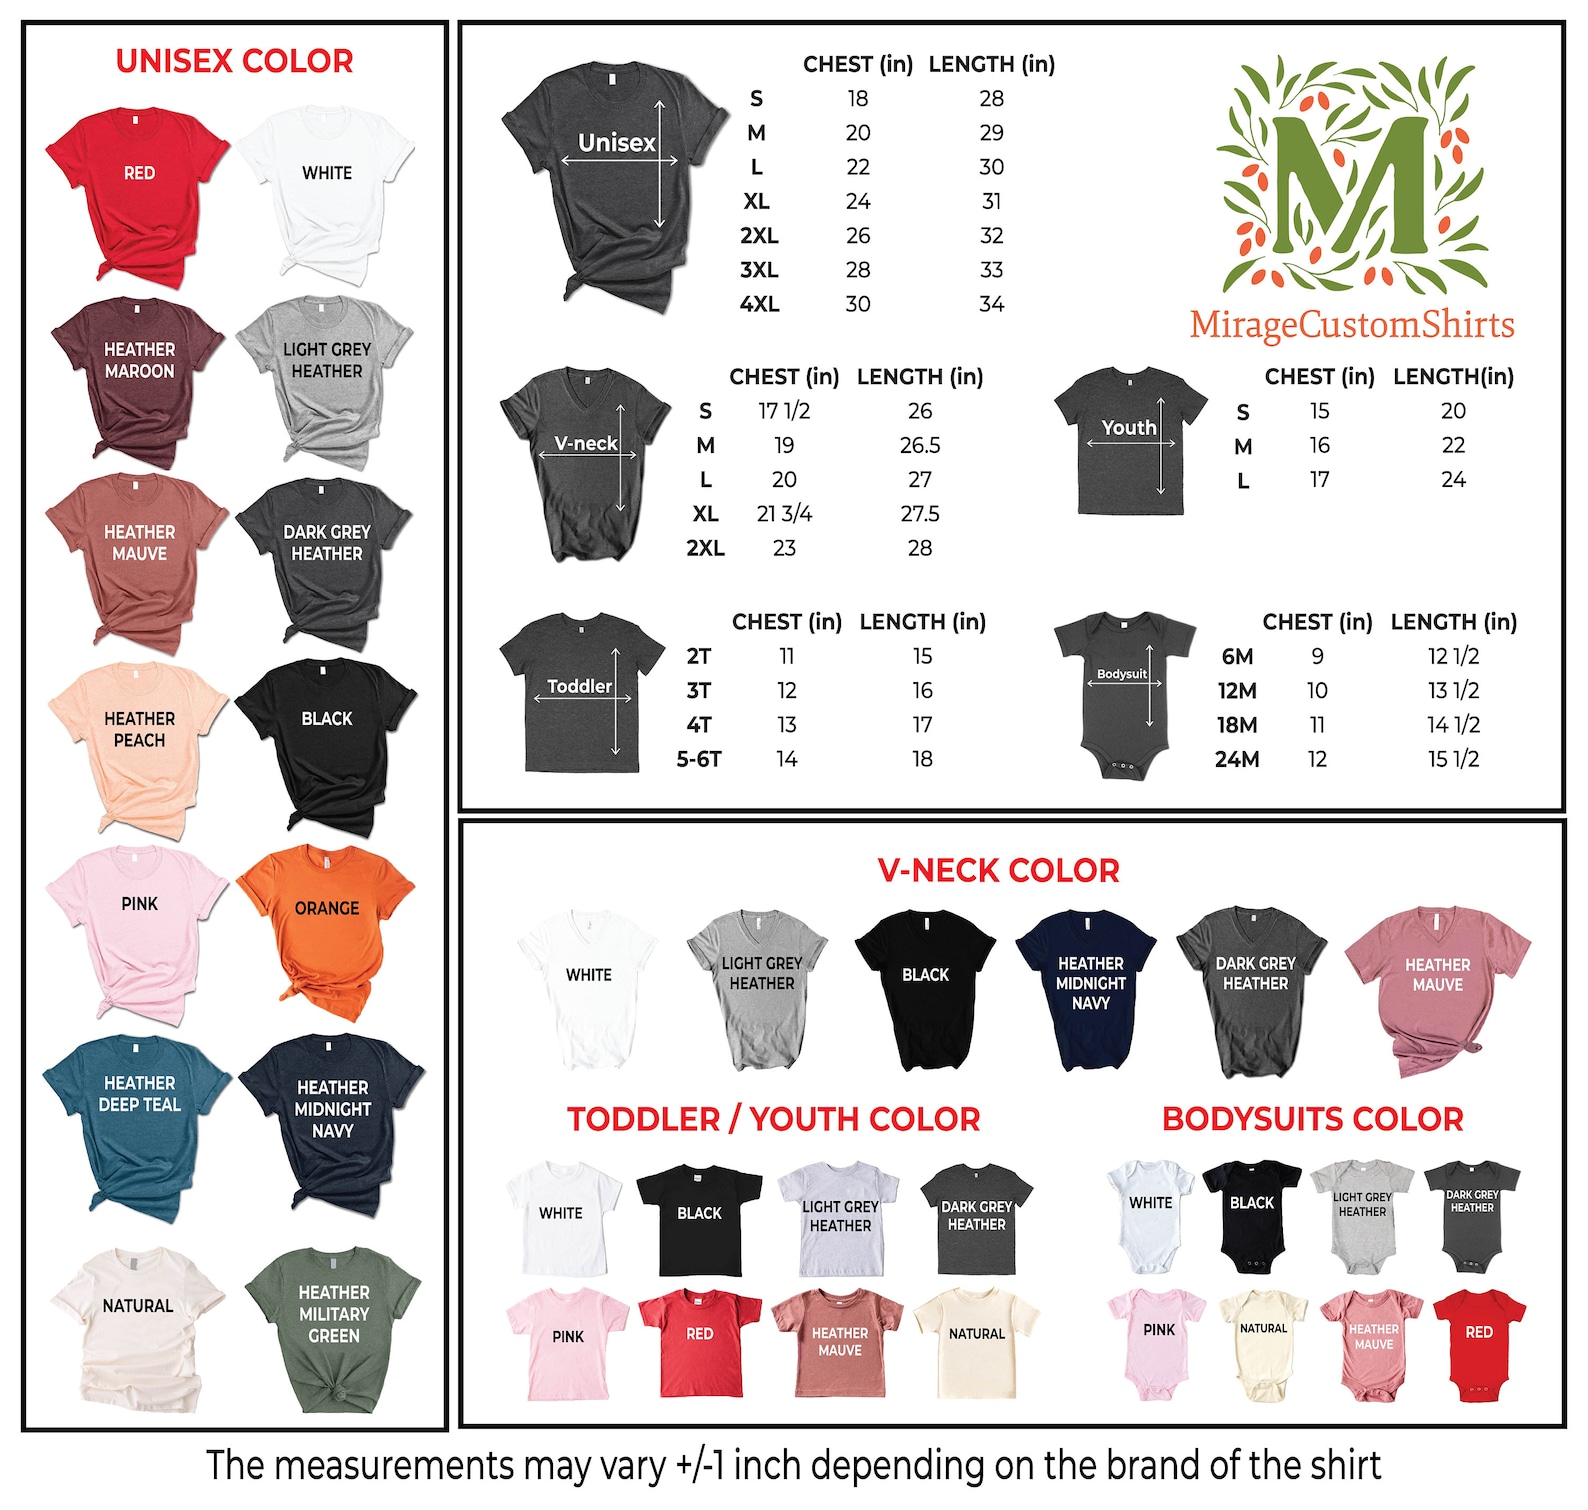 UNISEX COLOR
RED
WHITE
HEATHER
MAROON
LIGHT GREY
HEATHER
HEATHER
MAUVE
DARK GREY
HEATHER
HEATHER
PEACH
BLACK
PINK
ORANGE
HEATHER
DEEP TEAL
HEATHER
MIDNIGHT
NAVY
NATURAL
HEATHER
MILITARY
GREEN
Unisex
CHEST (in) LENGTH (in)
S 18 28
M 20 29
L 22 30
XL 24 31
2XL 26 32
3XL 28 33
4XL 30 34
M
MirageCustomShirts
V-neck
CHEST (in) LENGTH (in)
S 17 1/2 26
M 19 26.5
L 20 27
XL 21 3/4 27.5
2XL 23 28
Youth
CHEST (in) LENGTH(in)
S 15 20
M 16 22
L 17 24
Toddler
CHEST (in) LENGTH (in)
2T 11 15
3T 12 16
4T 13 17
5-6T 14 18
Bodysuit
CHEST (in) LENGTH (in)
6M 9 12 1/2
12M 10 13 1/2
18M 11 14 1/2
24M 12 15 1/2
V-NECK COLOR
WHITE
LIGHT GREY
HEATHER
BLACK
HEATHER
MIDNIGHT
NAVY
DARK GREY
HEATHER
HEATHER
MAUVE
TODDLER / YOUTH COLOR
WHITE
BLACK
LIGHT GREY
HEATHER
DARK GREY
HEATHER
PINK
RED
HEATHER
MAUVE
NATURAL
BODYSUITS COLOR
WHITE
BLACK
LIGHT GREY
HEATHER
DARK GREY
HEATHER
PINK
NATURAL
HEATHER
MAUVE
RED
The measurements may vary +/-1 inch depending on the brand of the shirt